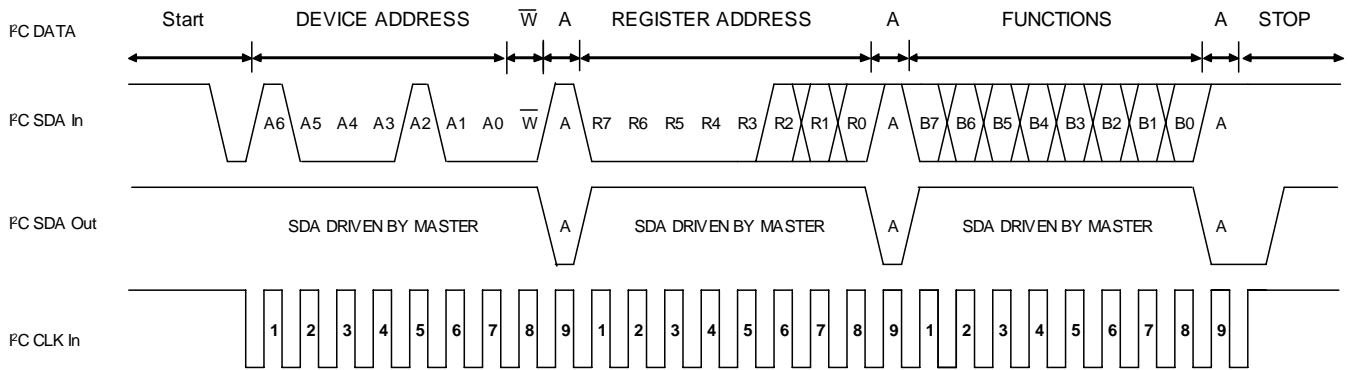 I²C DATA Start DEVICE ADDRESS W̅ A REGISTER ADDRESS A FUNCTIONS A STOP
I²C SDA In A6 A5 A4 A3 A2 A1 A0 W̅ A R7 R6 R5 R4 R3 R2 R1 R0 A B7 B6 B5 B4 B3 B2 B1 B0 A
I²C SDA Out SDA DRIVEN BY MASTER A SDA DRIVEN BY MASTER A SDA DRIVEN BY MASTER A
I²C CLK In 1 2 3 4 5 6 7 8 9 1 2 3 4 5 6 7 8 9 1 2 3 4 5 6 7 8 9